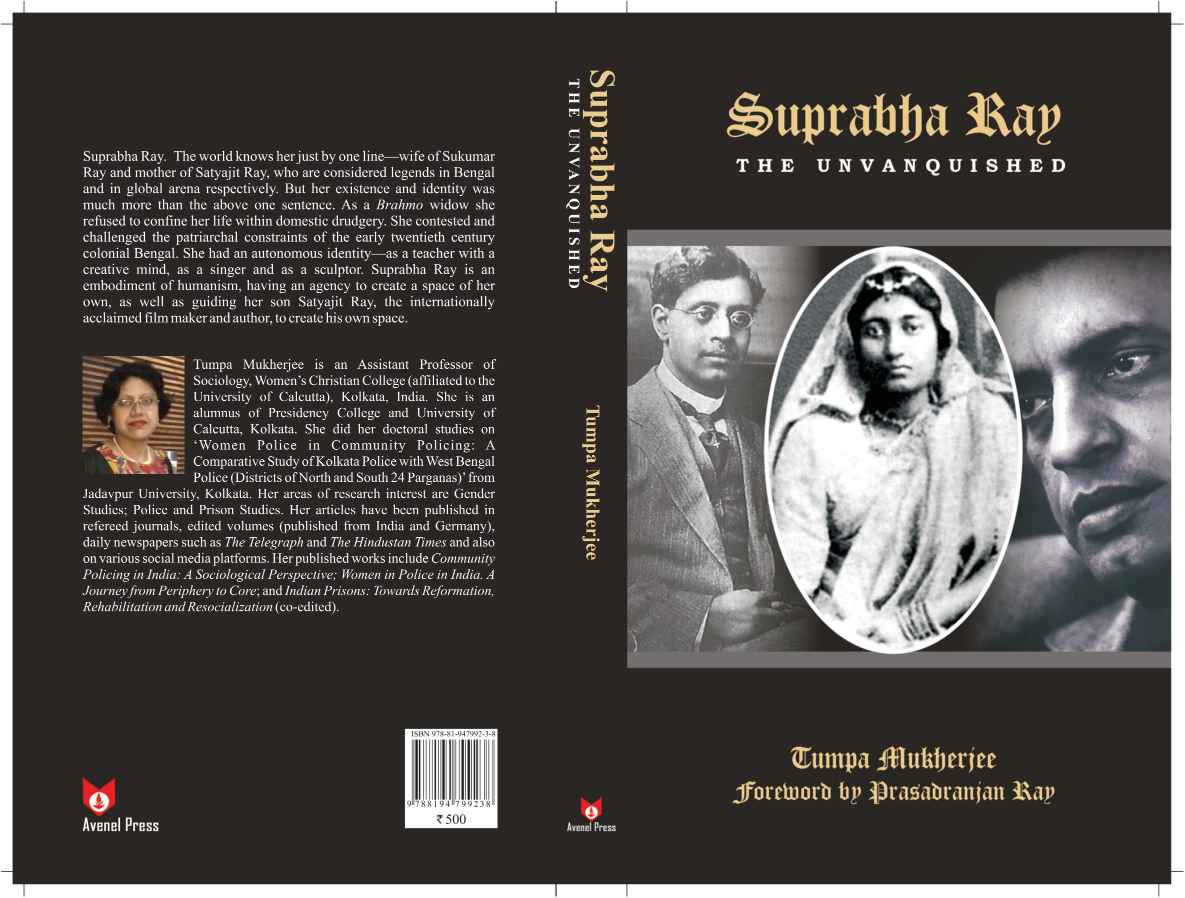 Suprabha Ray. The world knows her just by one line—wife of Sukumar
Ray and mother of Satyajit Ray, who are considered legends in Bengal
and in global arena respectively. But her existence and identity was
much more than the above one sentence. As a Brahmo widow she
refused to confine her life within domestic drudgery. She contested and
challenged the patriarchal constraints of the early twentieth century
colonial Bengal. She had an autonomous identity—as a teacher with a
creative mind, as a singer and as a sculptor. Suprabha Ray is an
embodiment of humanism, having an agency to create a space of her
own, as well as guiding her son Satyajit Ray, the internationally
acclaimed film maker and author, to create his own space.
Tumpa Mukherjee is an Assistant Professor of
Sociology, Women's Christian College (affiliated to the
University of Calcutta), Kolkata, India. She is an
alumnus of Presidency College and University of
Calcutta, Kolkata. She did her doctoral studies on
'Women Police in Community Policing: A
Comparative Study of Kolkata Police with West Bengal
Police (Districts of North and South 24 Parganas)' from
Jadavpur University, Kolkata. Her areas of research interest are Gender
Studies; Police and Prison Studies. Her articles have been published in
refereed journals, edited volumes (published from India and Germany),
daily newspapers such as The Telegraph and The Hindustan Times and also
on various social media platforms. Her published works include Community
Policing in India: A Sociological Perspective; Women in Police in India. A
Journey from Periphery to Core; and Indian Prisons: Towards Reformation,
Rehabilitation and Resocialization (co-edited).
Avenel Press
ISBN 978-81-947992-3-8
9 788194 799238
₹ 500
Suprabha Ray
THE UNVANQUISHED
Tumpa Mukherjee
Avenel Press
Suprabha Ray
THE UNVANQUISHED
Tumpa Mukherjee
Foreword by Prasadranjan Ray